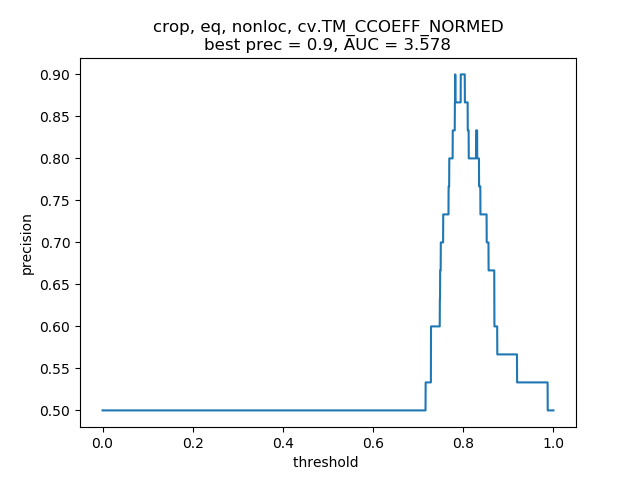 crop, eq, nonloc, cv.TM_CCOEFF_NORMED
best prec = 0.9, AUC = 3.578
0.90
0.85
0.80
0.75
0.70
0.65
0.60
0.55
0.50
precision
0.0 0.2 0.4 0.6 0.8 1.0
threshold